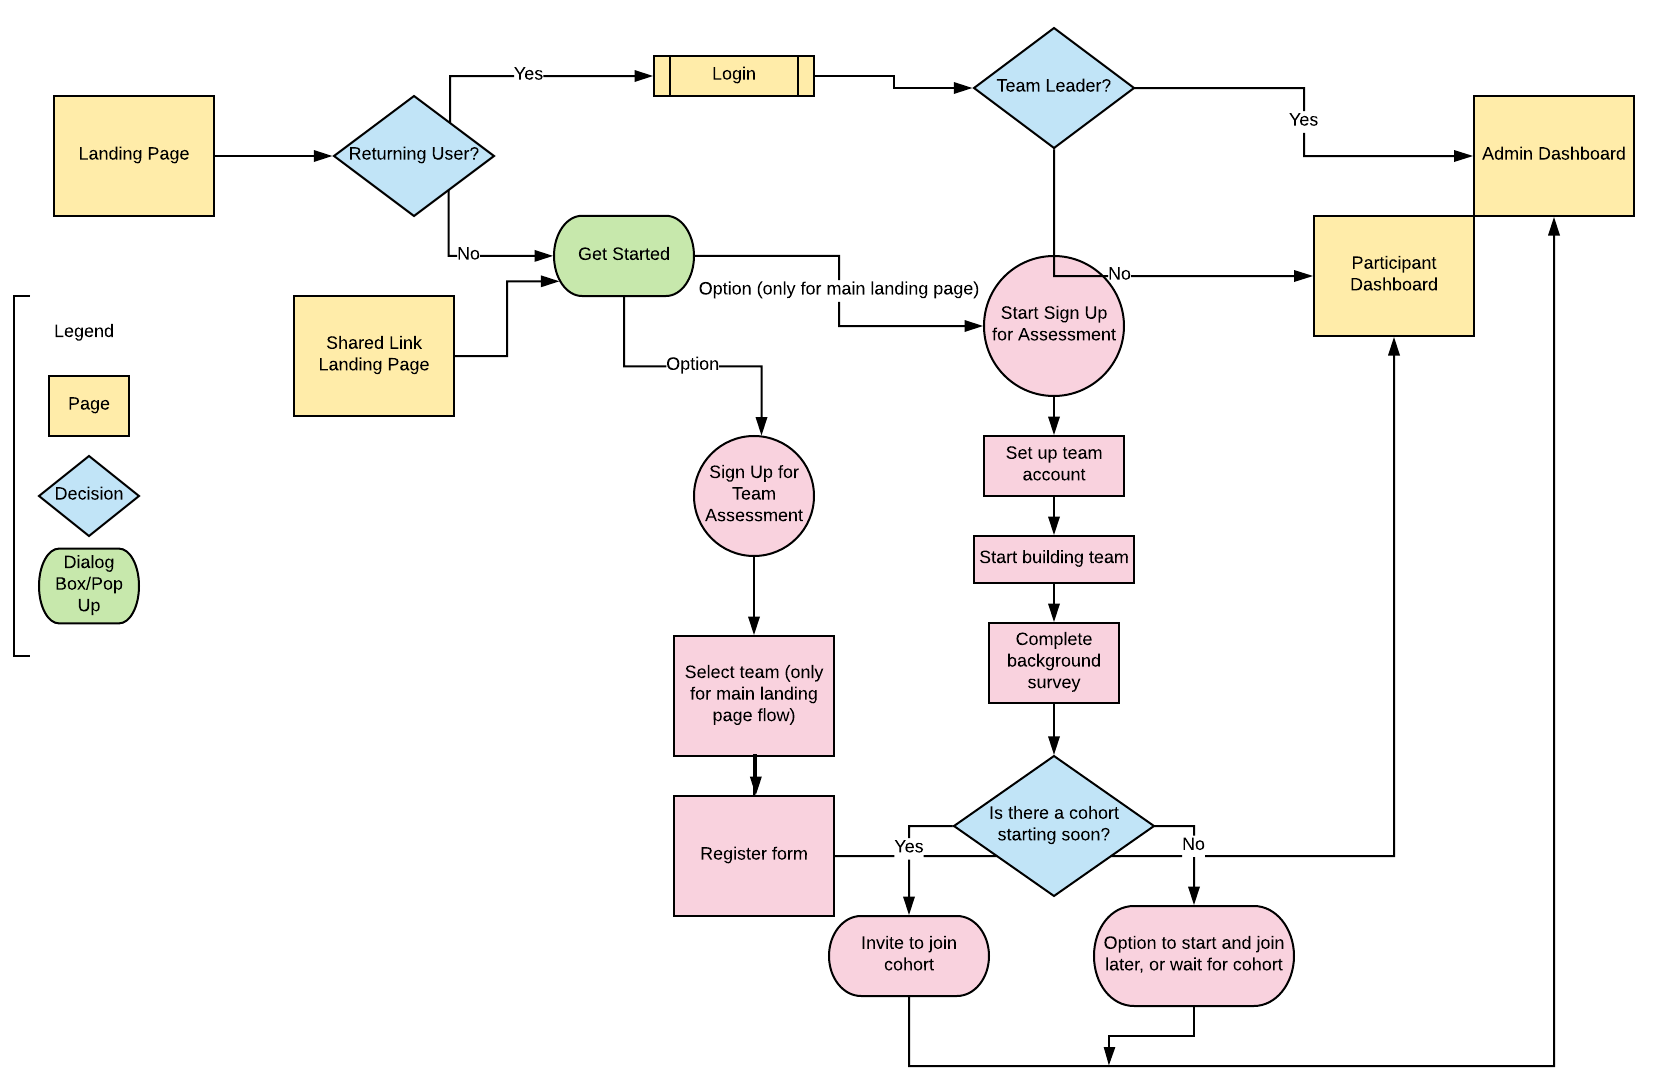 Yes
Login
Team Leader?
Yes
Landing Page
Returning User?
Admin Dashboard
No
Get Started
Option (only for main landing page)
No
Participant
Dashboard
Legend
Shared Link
Landing Page
Start Sign Up
for Assessment
Option
Page
Decision
Dialog
Box/Pop
Up
Sign Up for
Team
Assessment
Set up team
account
Start building team
Select team (only
for main landing
page flow)
Complete
background
survey
Register form
Is there a cohort
starting soon?
Yes
No
Invite to join
cohort
Option to start and join
later, or wait for cohort